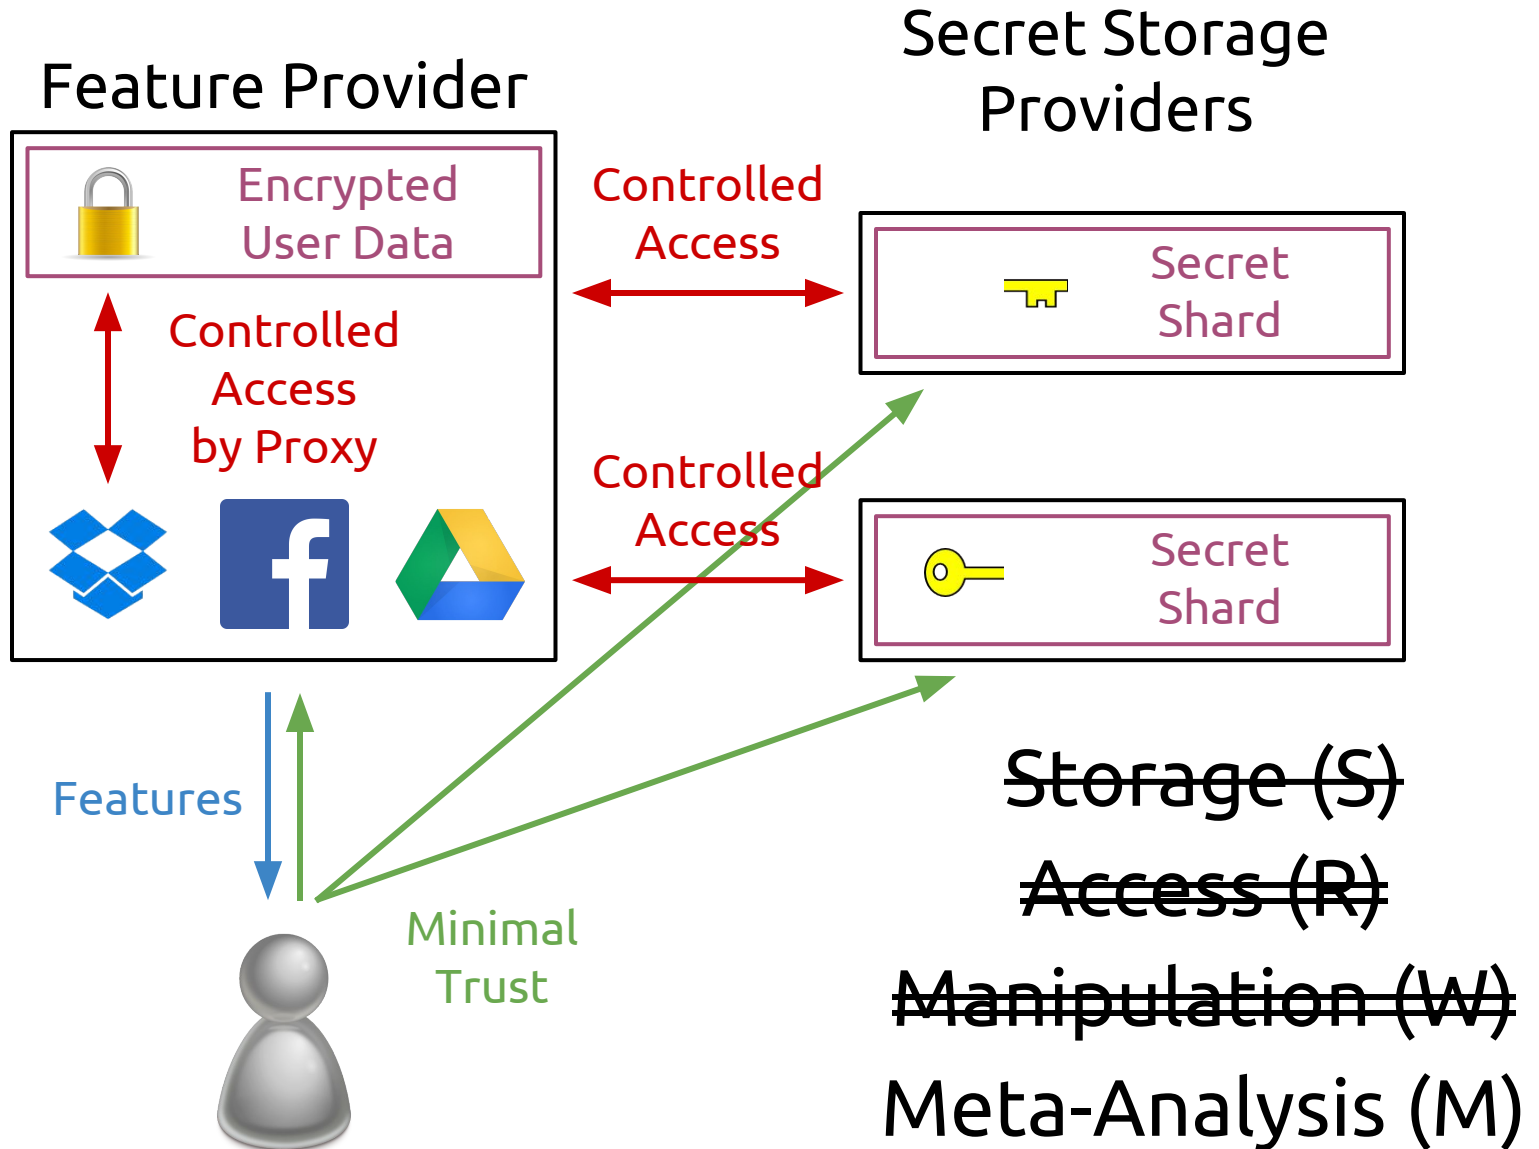 Feature Provider
Secret Storage
Providers
Encrypted
User Data
Controlled
Access
by Proxy
Controlled
Access
Secret
Shard
Controlled
Access
Secret
Shard
Features
Minimal
Trust
Storage (S)
Access (R)
Manipulation (W)
Meta-Analysis (M)